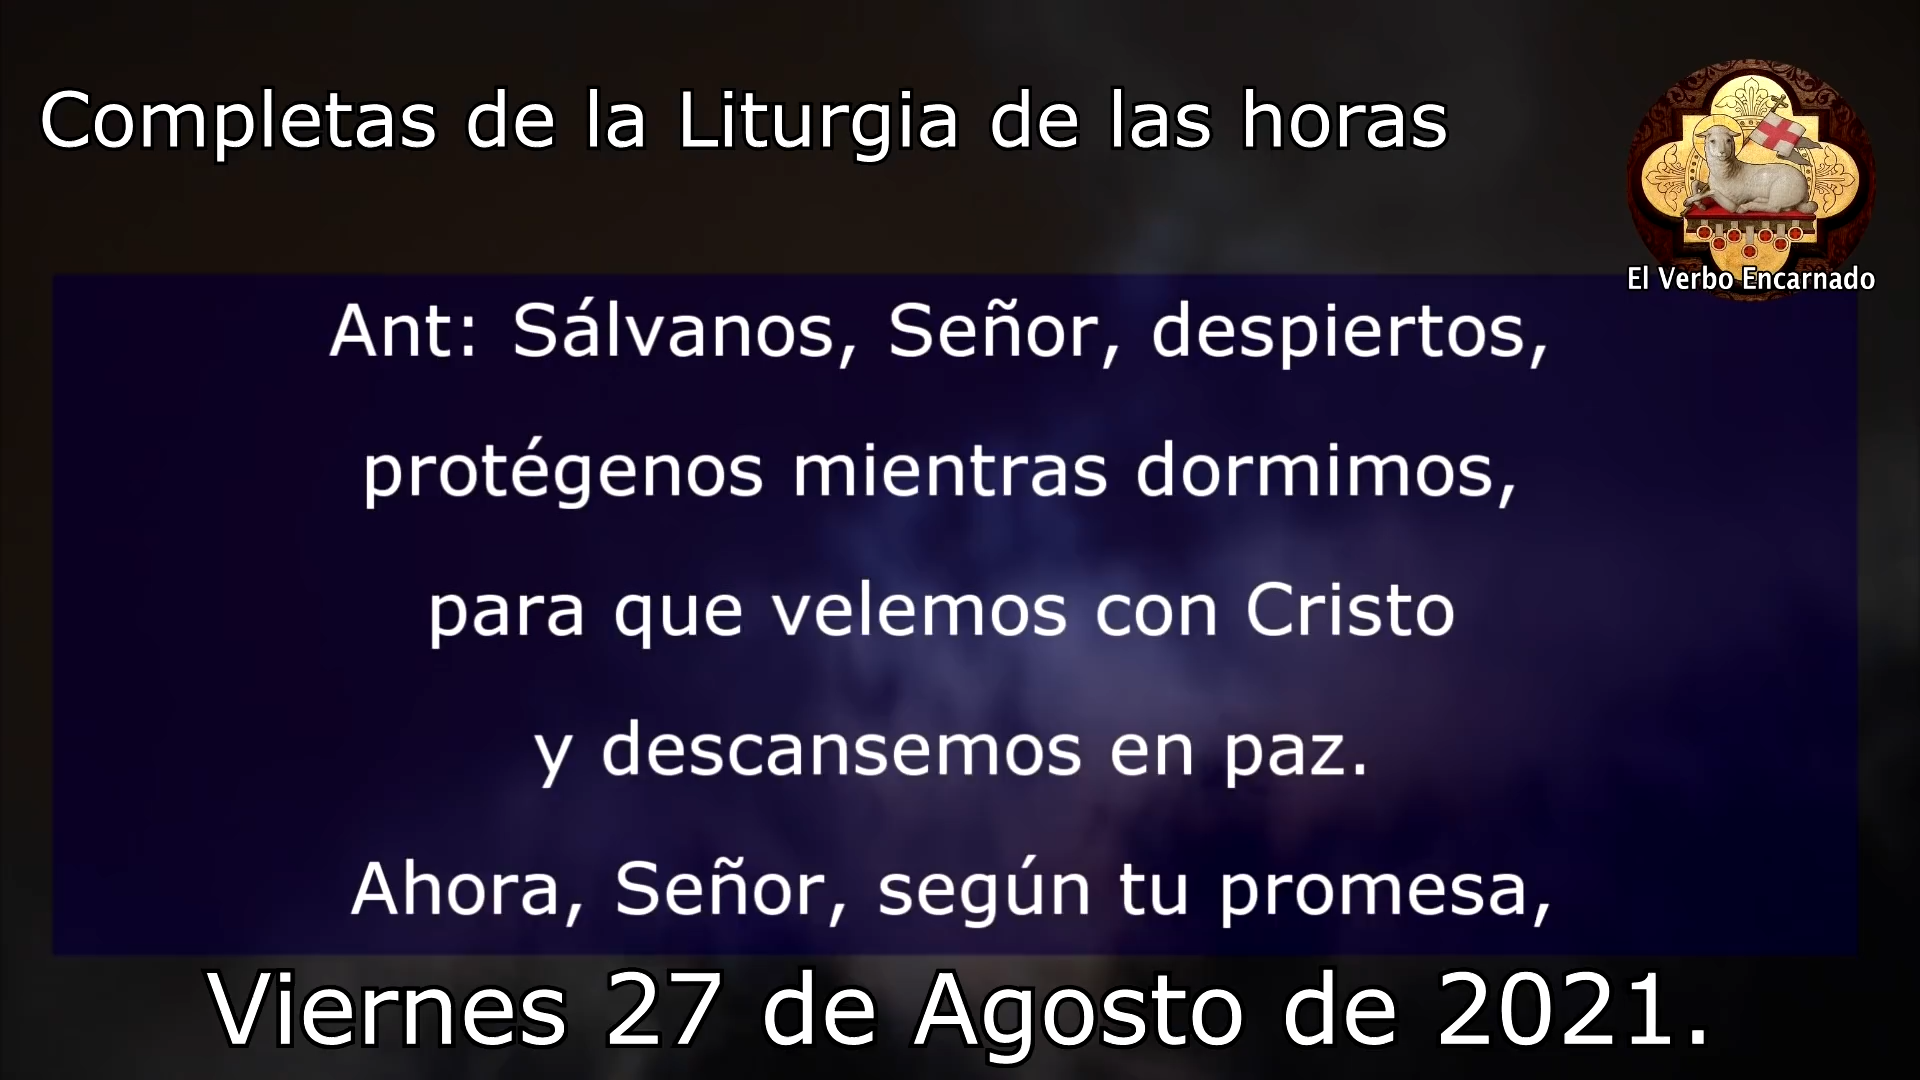 Completas de la Liturgia de las horas
El Verbo Encarnado
Ant: Sálvanos, Señor, despiertos,
protégenos mientras dormimos,
para que velemos con Cristo
y descansemos en paz.
Ahora, Señor, según tu promesa,
Viernes 27 de Agosto de 2021.